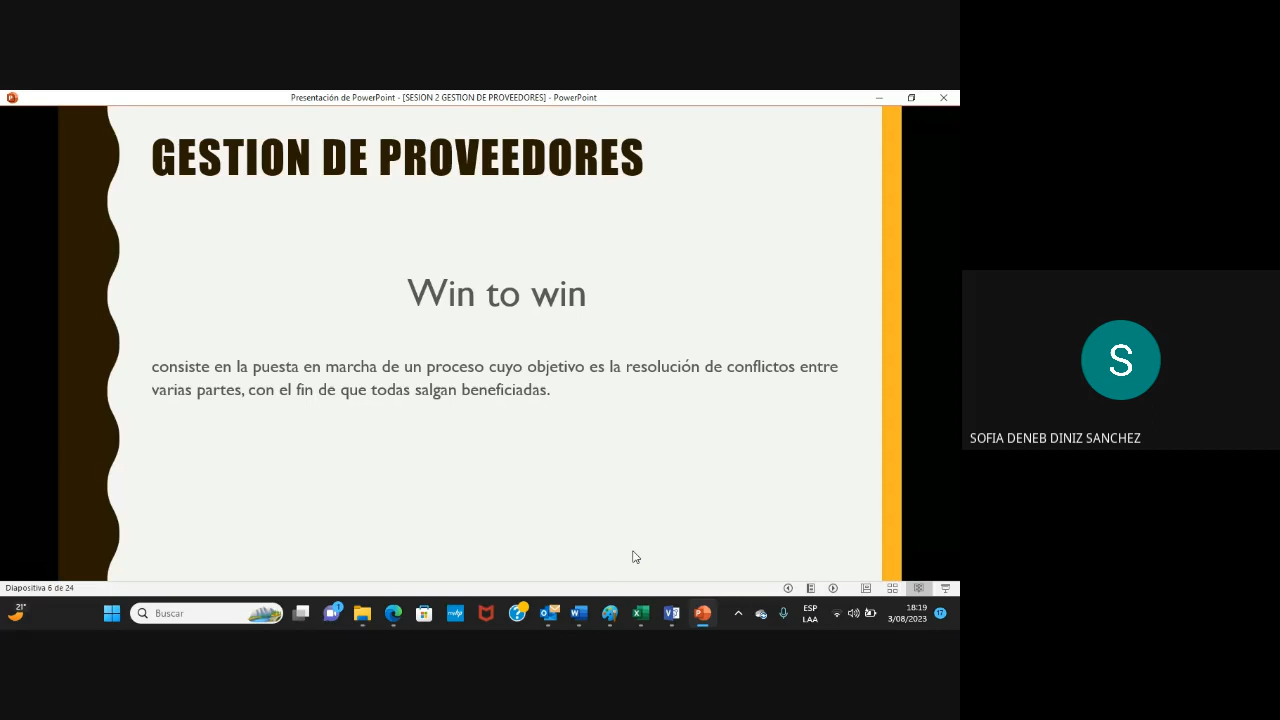 Presentación de PowerPoint - [SESION 2 GESTION DE PROVEEDORES] - PowerPoint
GESTION DE PROVEEDORES
Win to win
consiste en la puesta en marcha de un proceso cuyo objetivo es la resolución de conflictos entre
varias partes, con el fin de que todas salgan beneficiadas.
S
SOFIA DENEB DINIZ SANCHEZ
Diapositiva 6 de 24
21°
Buscar
1
ESP
LAA
18:19
3/08/2023
17